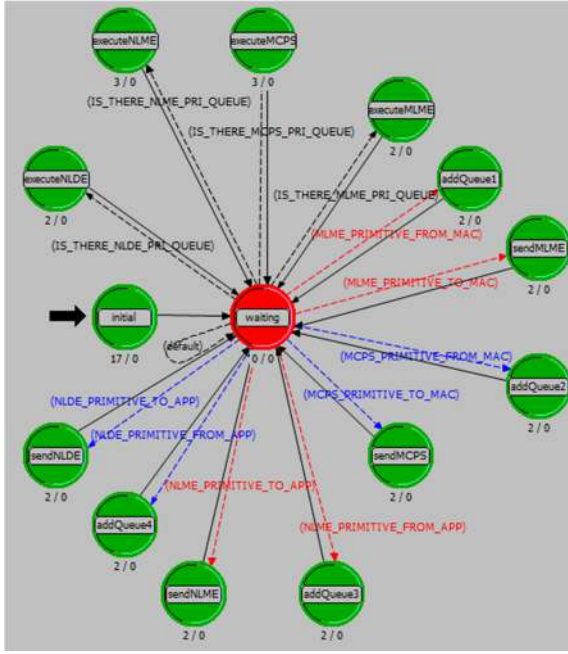 executeNLME
executeMCPS
3 / 0
3 / 0
(IS_THERE_NLME_PRI_QUEUE)
executeMLME
(IS_THERE_MCPS_PRI_QUEUE)
2 / 0
executeNLDE
addQueue1
(IS_THERE_MLME_PRI_QUEUE)
2 / 0
2 / 0
(MLME_PRIMITIVE_FROM_MAC)
(IS_THERE_NLDE_PRI_QUEUE)
sendMLME
(MLME_PRIMITIVE_TO_MAC)
2 / 0
initial
waiting
(default)
17 / 0
0 / 0
(MCPS_PRIMITIVE_FROM_MAC)
addQueue2
(MCPS_PRIMITIVE_TO_MAC)
(NLDE_PRIMITIVE_TO_APP)
2 / 0
(NLDE_PRIMITIVE_FROM_APP)
sendNLDE
sendMCPS
2 / 0
2 / 0
(NLME_PRIMITIVE_TO_APP)
addQueue4
(NLME_PRIMITIVE_FROM_APP)
2 / 0
sendNLME
addQueue3
2 / 0
2 / 0